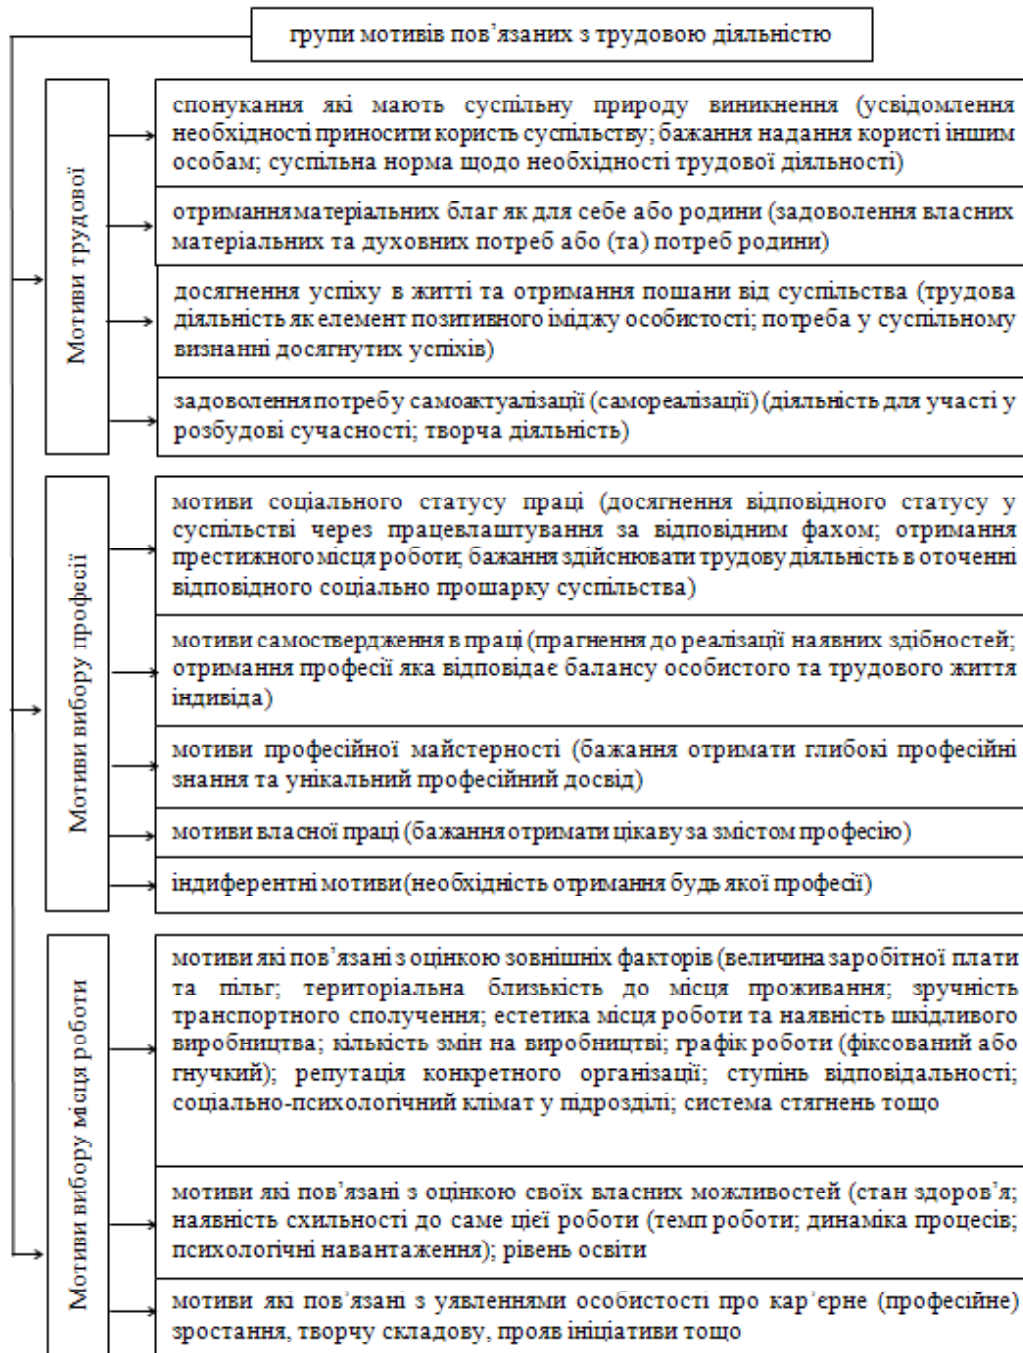 групи мотивів пов’язаних з трудовою діяльністю
Мотиви трудової
спонукання які мають суспільну природу виникнення (усвідомлення
необхідності приносити користь суспільству; бажання надання користі іншим
особам; суспільна норма щодо необхідності трудової діяльності)
отримання матеріальних благ як для себе або родини (задоволення власних
матеріальних та духовних потреб або (та) потреб родини)
досягнення успіху в житті та отримання пошани від суспільства (трудова
діяльність як елемент позитивного іміджу особистості; потреба у суспільному
визнанні досягнутих успіхів)
задоволення потреб у самоактуалізації (самореалізації) (діяльність для участі у
розбудові сучасності; творча діяльність)
Мотиви вибору професії
мотиви соціального статусу праці (досягнення відповідного статусу у
суспільстві через працевлаштування за відповідним фахом; отримання
престижного місця роботи; бажання здійснювати трудову діяльність в оточенні
відповідного соціально прошарку суспільства)
мотиви самоствердження в праці (прагнення до реалізації наявних здібностей;
отримання професії яка відповідає балансу особистого та трудового життя
індивіда)
мотиви професійної майстерності (бажання отримати глибокі професійні
знання та унікальний професійний досвід)
мотиви власної праці (бажання отримати цікаву за змістом професію)
індиферентні мотиви (необхідність отримання будь якої професії)
Мотиви вибору місця роботи
мотиви які пов’язані з оцінкою зовнішніх факторів (величина заробітної плати
та пільг; територіальна близькість до місця проживання; зручність
транспортного сполучення; естетика місця роботи та наявність шкідливого
виробництва; кількість змін на виробництві; графік роботи (фіксований або
гнучкий); репутація конкретного організації; ступінь відповідальності;
соціально-психологічний клімат у підрозділі; система стягнень тощо
мотиви які пов’язані з оцінкою своїх власних можливостей (стан здоров’я;
наявність схильності до саме цієї роботи (темп роботи; динаміка процесів;
психологічні навантаження); рівень освіти
мотиви які пов’язані з уявленнями особистості про кар’єрне (професійне)
зростання, творчу складову, прояв ініціативи тощо